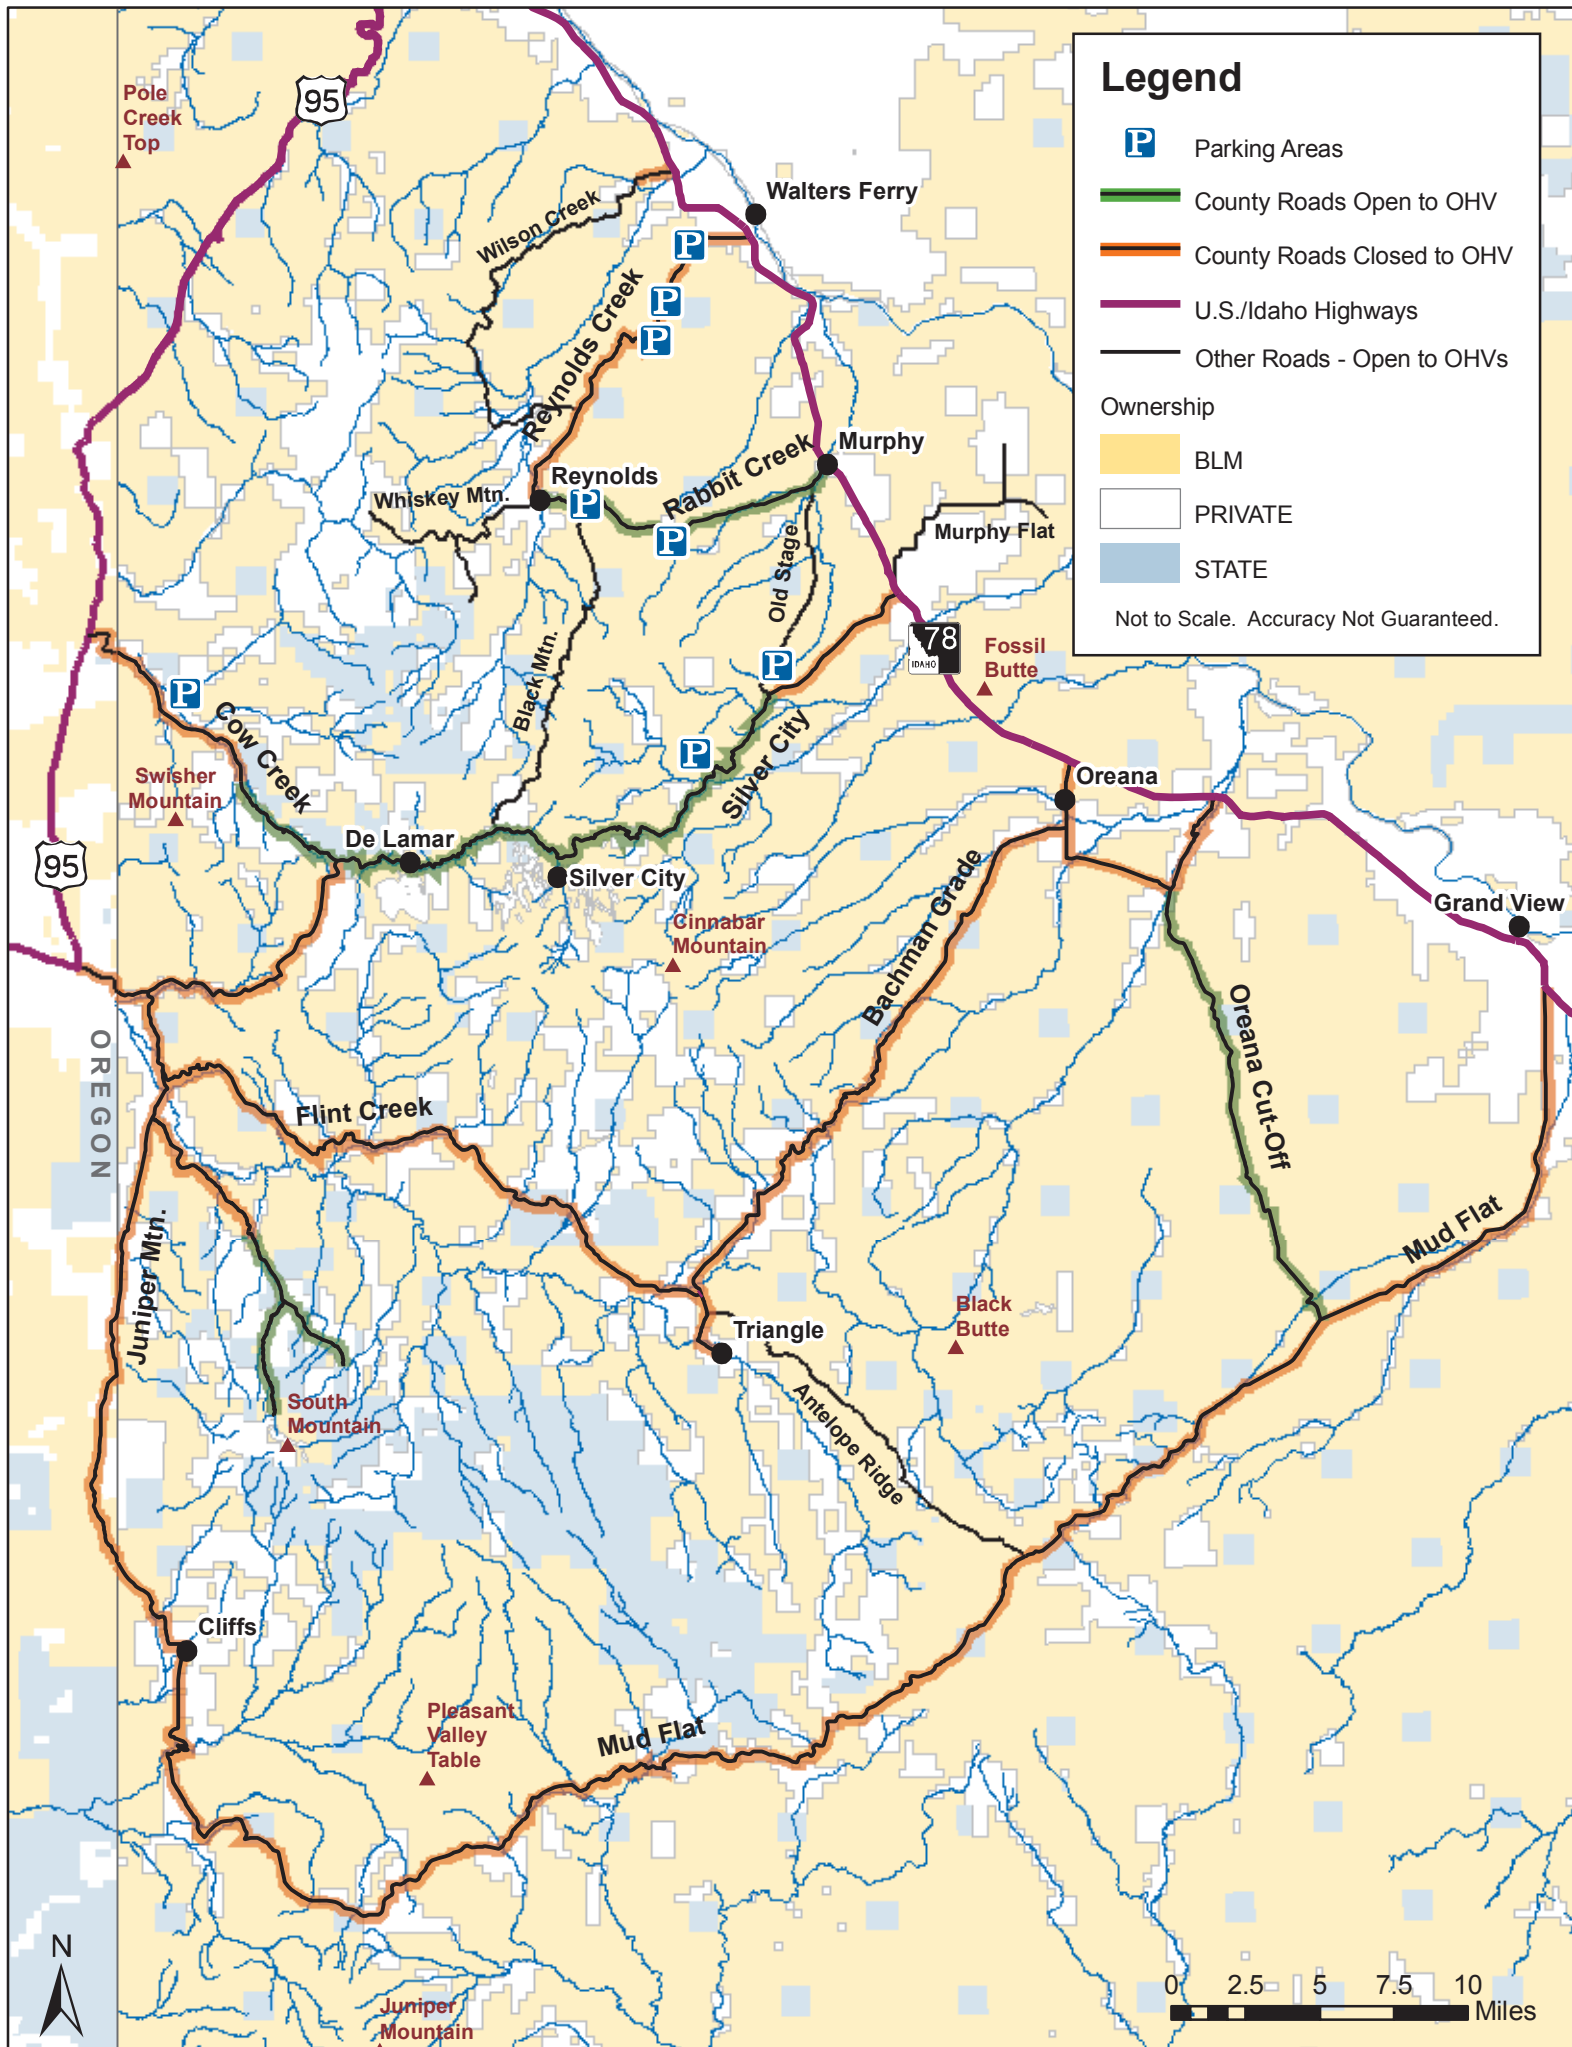 Legend
P
Parking Areas
County Roads Open to OHV
County Roads Closed to OHV
U.S./Idaho Highways
Other Roads - Open to OHVs
Ownership
BLM
PRIVATE
STATE
Not to Scale. Accuracy Not Guaranteed.
95
Pole
Creek
Top
Walters Ferry
Wilson Creek
P
P
P
Reynolds Creek
Murphy
Rabbit Creek
Reynolds
Whiskey Mtn.
P
P
Murphy Flat
Old Stage
78
IDAHO
Fossil
Butte
Black Mtn.
P
P
P
Cow Creek
Silver City
Swisher
Mountain
Oreana
De Lamar
95
Silver City
Bachman Grade
Grand View
Cinnabar
Mountain
OREGON
Oreana Cut-Off
Flint Creek
Mud Flat
Juniper Mtn.
Black
Butte
Triangle
Antelope Ridge
South
Mountain
Cliffs
Pleasant
Valley
Table
Mud Flat
N
Juniper
Mountain
0 2.5 5 7.5 10
Miles